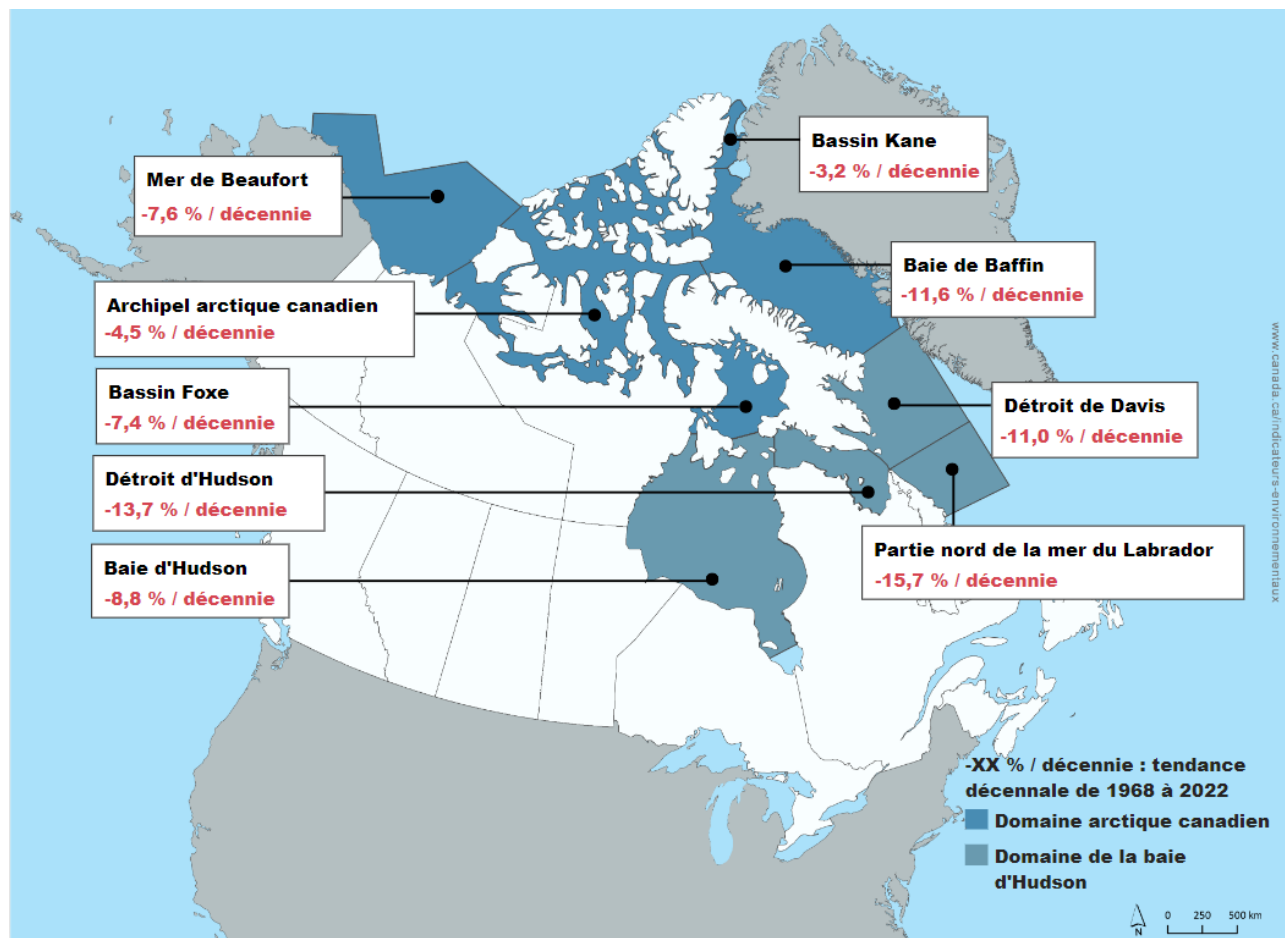 Bassin Kane
-3,2 % / décennie
Mer de Beaufort
-7,6 % / décennie
Baie de Baffin
-11,6 % / décennie
Archipel arctique canadien
-4,5 % / décennie
Bassin Foxe
-7,4 % / décennie
Détroit de Davis
-11,0 % / décennie
Détroit d'Hudson
-13,7 % / décennie
Partie nord de la mer du Labrador
-15,7 % / décennie
Baie d'Hudson
-8,8 % / décennie
www.canada.ca/indicateurs-environnementaux
-XX % / décennie : tendance
décennale de 1968 à 2022
Domaine arctique canadien
Domaine de la baie
d'Hudson
N
0 250 500 km